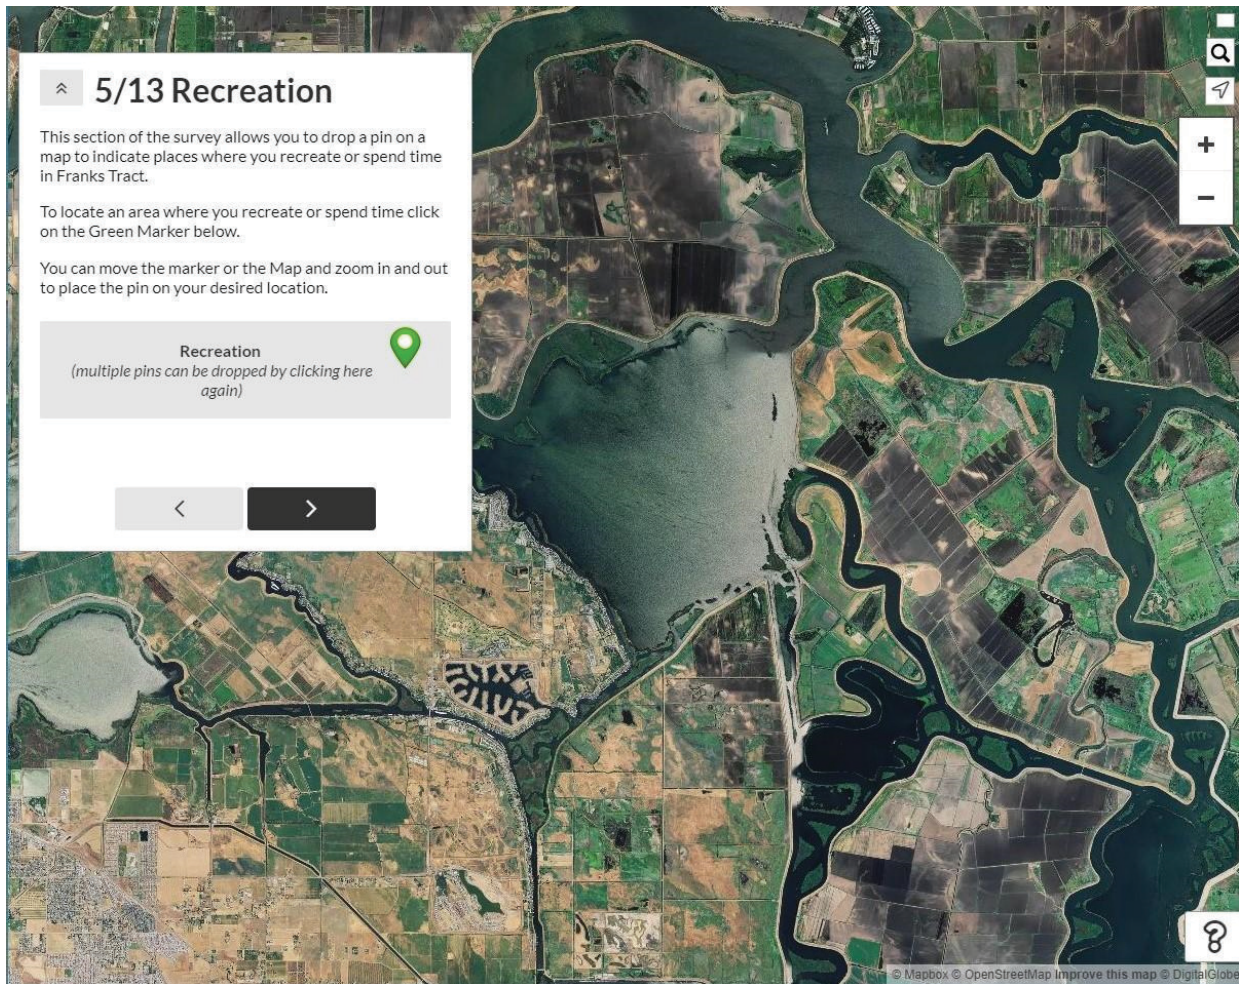 5/13 Recreation
This section of the survey allows you to drop a pin on a
map to indicate places where you recreate or spend time
in Franks Tract.
To locate an area where you recreate or spend time click
on the Green Marker below.
You can move the marker or the Map and zoom in and out
to place the pin on your desired location.
Recreation
(multiple pins can be dropped by clicking here
again)
© Mapbox © OpenStreetMap Improve this map © DigitalGlobe